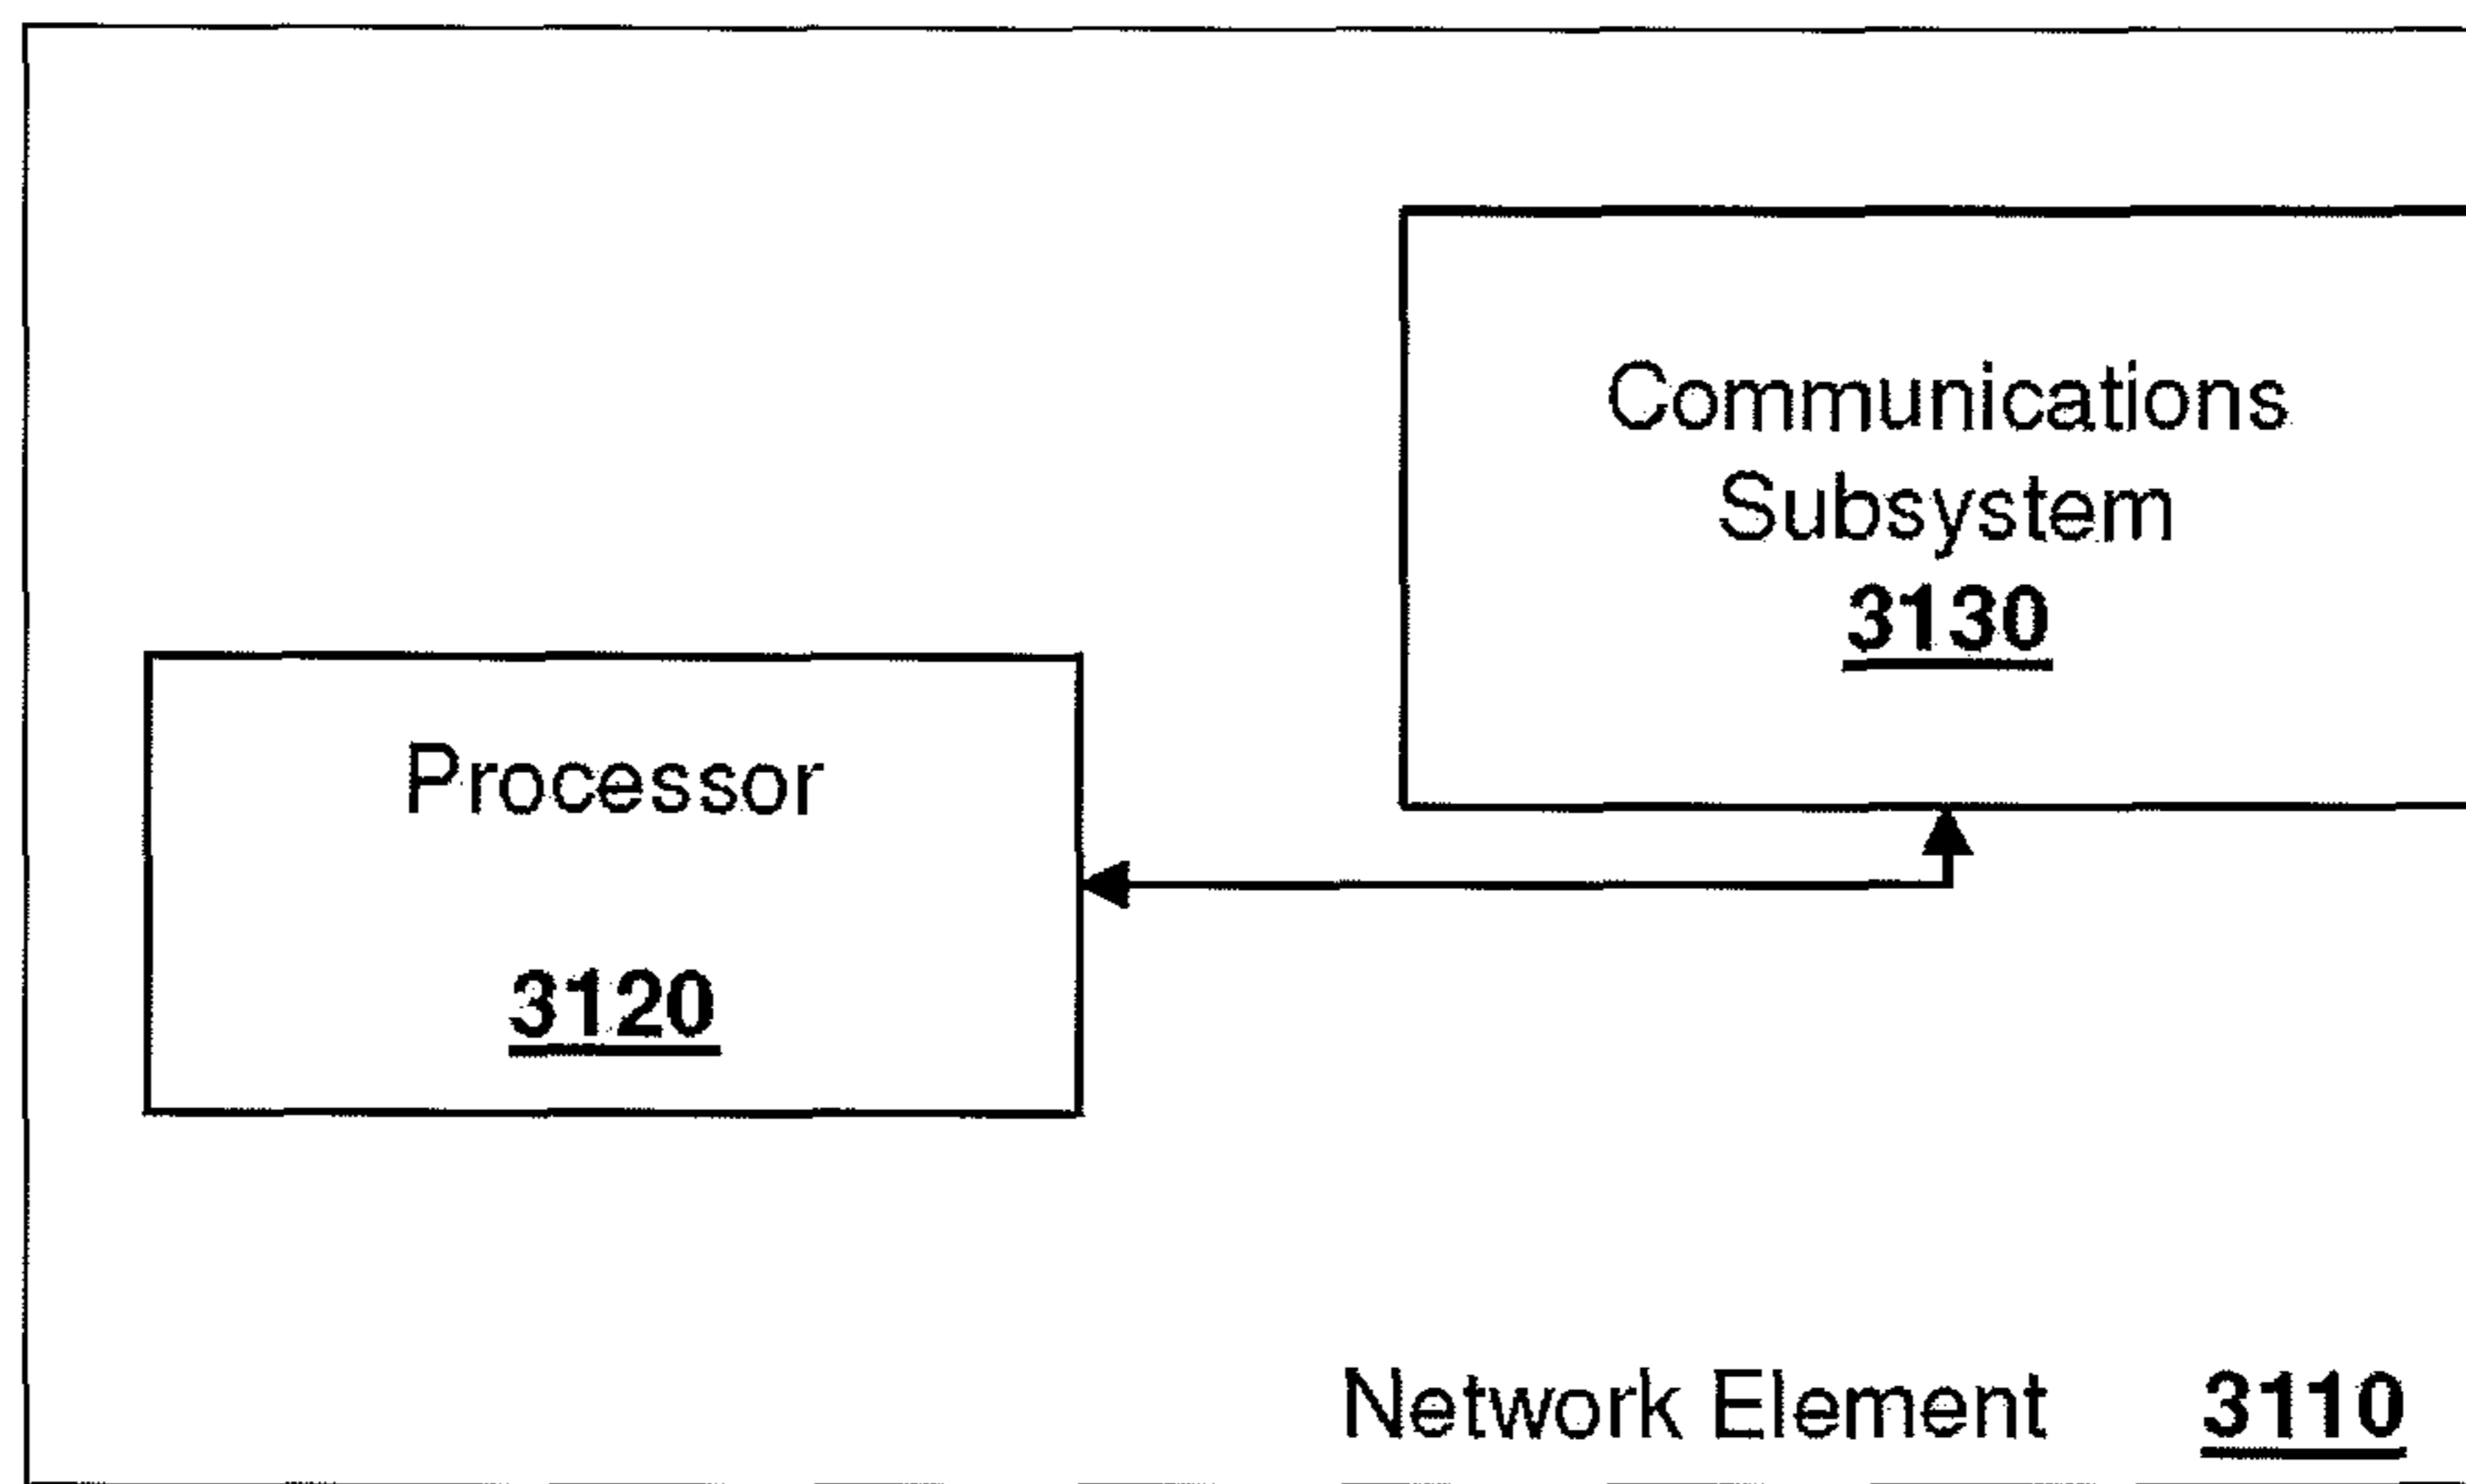 Communications
Subsystem
3130
Processor
3120
Network Element 3110